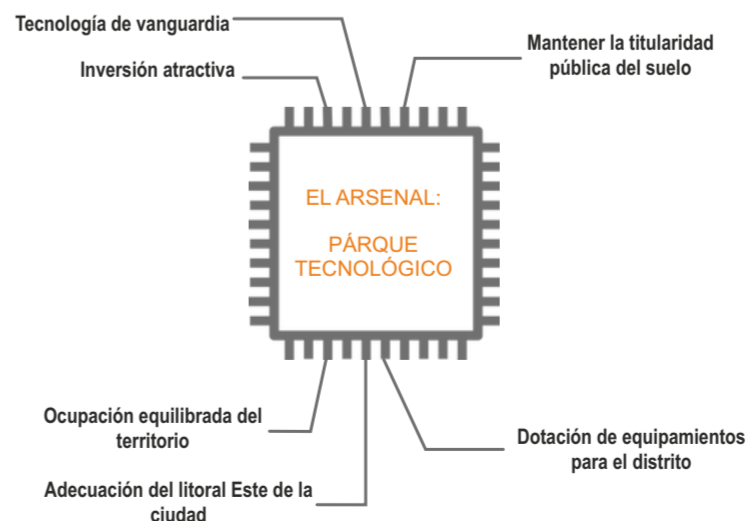 Tecnología de vanguardia
Inversión atractiva
Mantener la titularidad
pública del suelo
EL ARSENAL:
PÁRQUE
TECNOLÓGICO
Ocupación equilibrada del
territorio
Adecuación del litoral Este de la
ciudad
Dotación de equipamientos
para el distrito